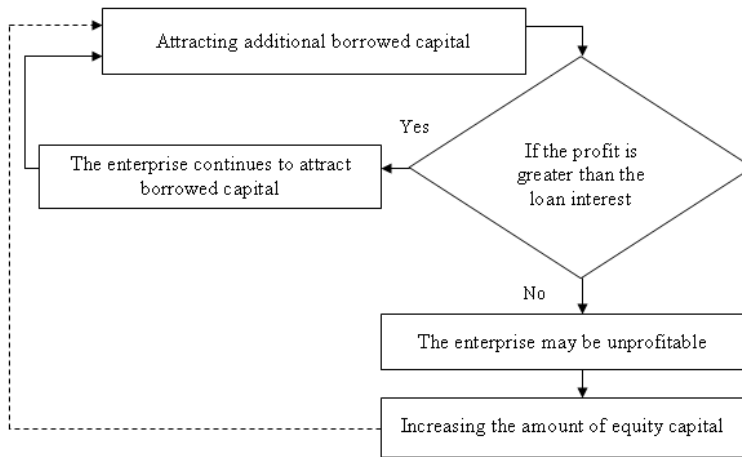 Attracting additional borrowed capital
Yes
If the profit is
greater than the
loan interest
The enterprise continues to attract
borrowed capital
No
The enterprise may be unprofitable
Increasing the amount of equity capital